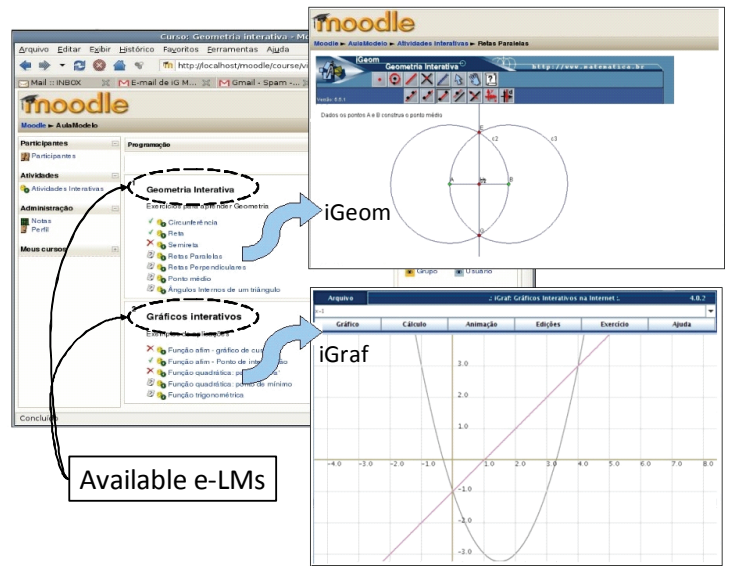 Curso: Geometria interativa - Mo
Arquivo Editar Exibir Histórico Favoritos Ferramentas Ajuda
http://localhost/moodle/course/v
Mail :: INBOX
E-mail de iG M...
Gmail - Spam -...
moodle
Moodle ► AulaModelo
Participantes
Participantes
Atividades
Atividades Interativas
Administração
Notas
Perfil
Meus cursos
Programação
1
Geometria Interativa
Exercícios para aprender Geometria
Circunferência
Reta
Semireta
Retas Paralelas
Retas Perpendiculares
Ponto médio
Ângulos Internos de um triângulo
Gráficos interativos
Função afim - gráfico de
Função afim - Ponto de
Função quadrática:
Função quadrática: ponto de mínimo
Função trigonométrica
Concluído
Available e-LMs
moodle
Moodle ► AulaModelo ► Atividades Interativas ► Retas Paralelas
iGeom
Geometria Interativa
http://www.matematica.br
Dados os pontos A e B construa o ponto médio
E
c2
c3
A
B
iGeom
Grupo
Usuário
Arquivo
.: iGraf: Gráficos Interativos na Internet :.
4.0.2
x-1
Gráfico Cálculo Animação Edições Exercício Ajuda
iGraf
3.0
2.0
1.0
-4.0 -3.0 -2.0 -1.0 1.0 2.0 3.0 4.0 5.0 6.0 7.0 8.0
-1.0
-2.0
-3.0